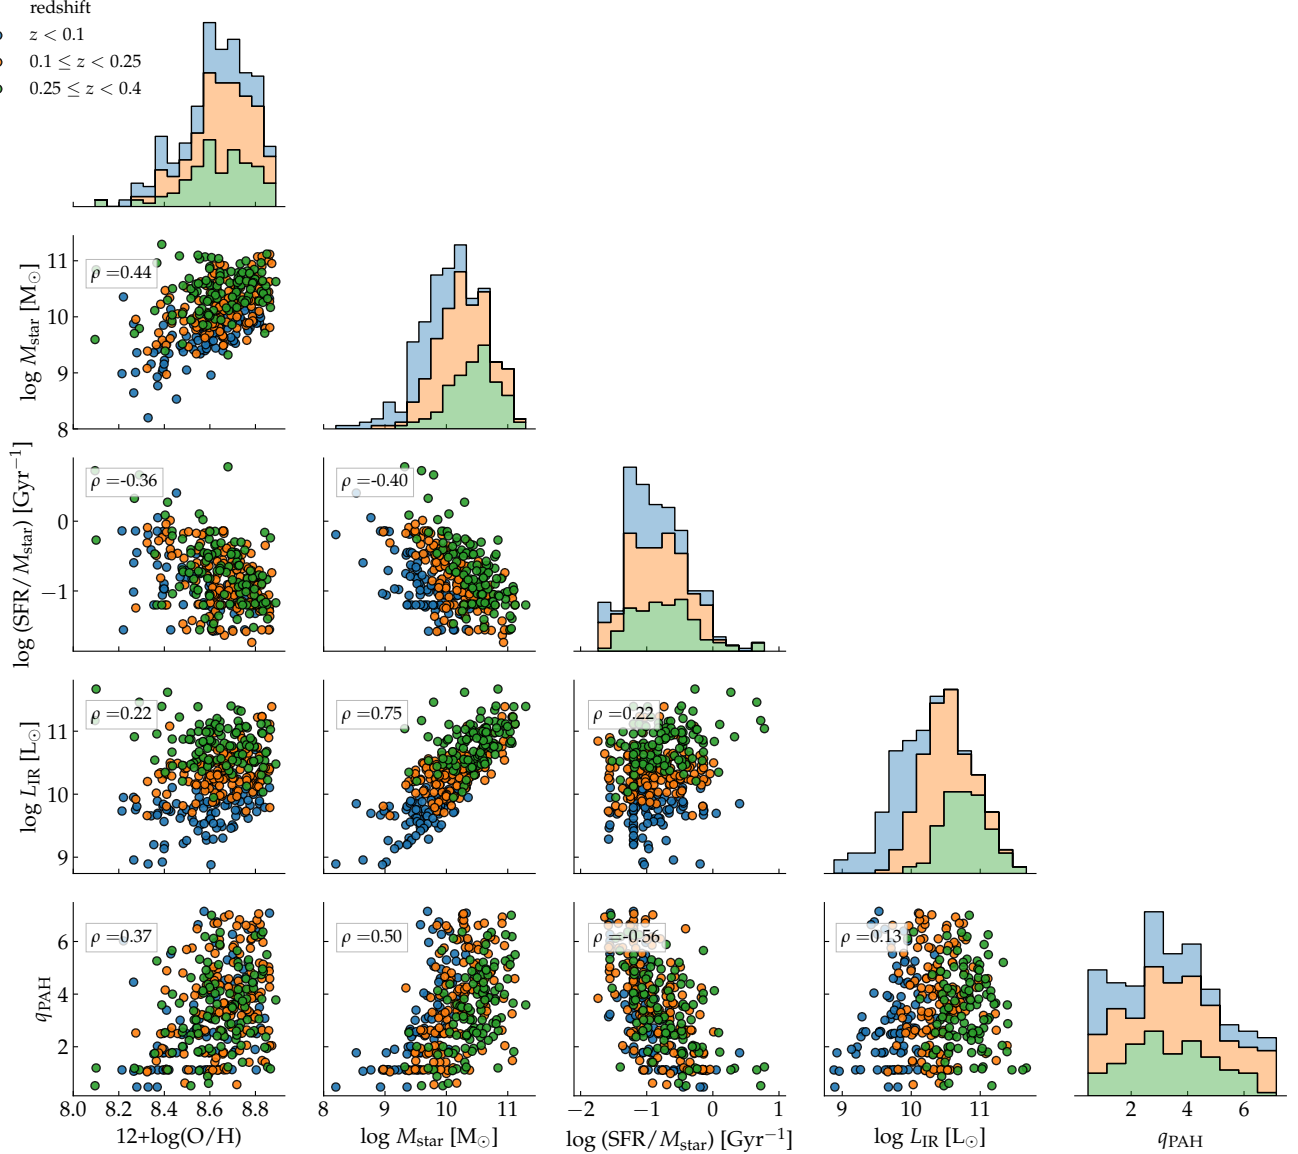 redshift
z < 0.1
0.1 ≤ z < 0.25
0.25 ≤ z < 0.4
log M_star [M_⊙]
11
10
9
8
ρ =0.44
log (SFR/M_star) [Gyr⁻¹]
0
−1
ρ =-0.36
ρ =-0.40
log L_IR [L_⊙]
11
10
9
ρ =0.22
ρ =0.75
ρ =0.22
q_PAH
6
4
2
ρ =0.37
ρ =0.50
ρ =-0.56
ρ =0.13
8.0 8.2 8.4 8.6 8.8
8 9 10 11
−2 −1 0 1
9 10 11
2 4 6
12+log(O/H)
log M_star [M_⊙]
log (SFR/M_star) [Gyr⁻¹]
log L_IR [L_⊙]
q_PAH